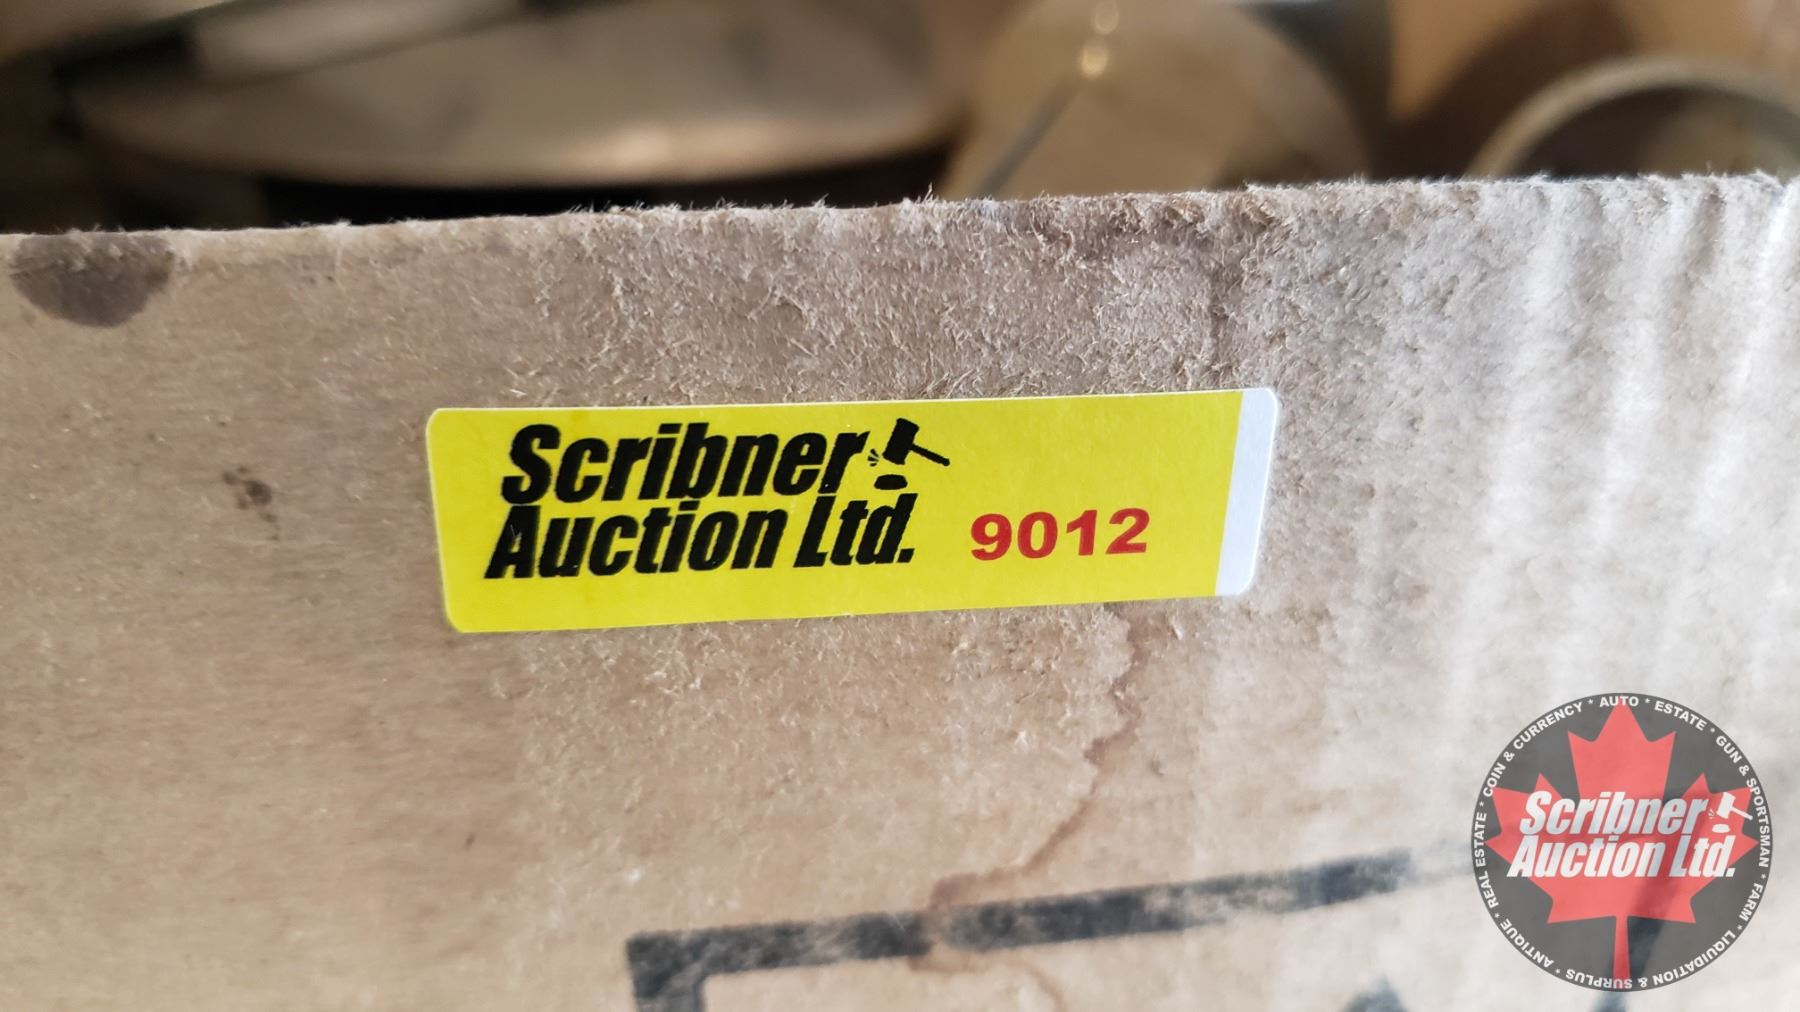 Scribner
Auction Ltd. 9012
* AUTO * ESTATE * GUN & SPORTSMAN * FARM * LIQUIDATION & SURPLUS * ANTIQUE * REAL ESTATE * COIN & CURRENCY
Scribner
Auction Ltd.